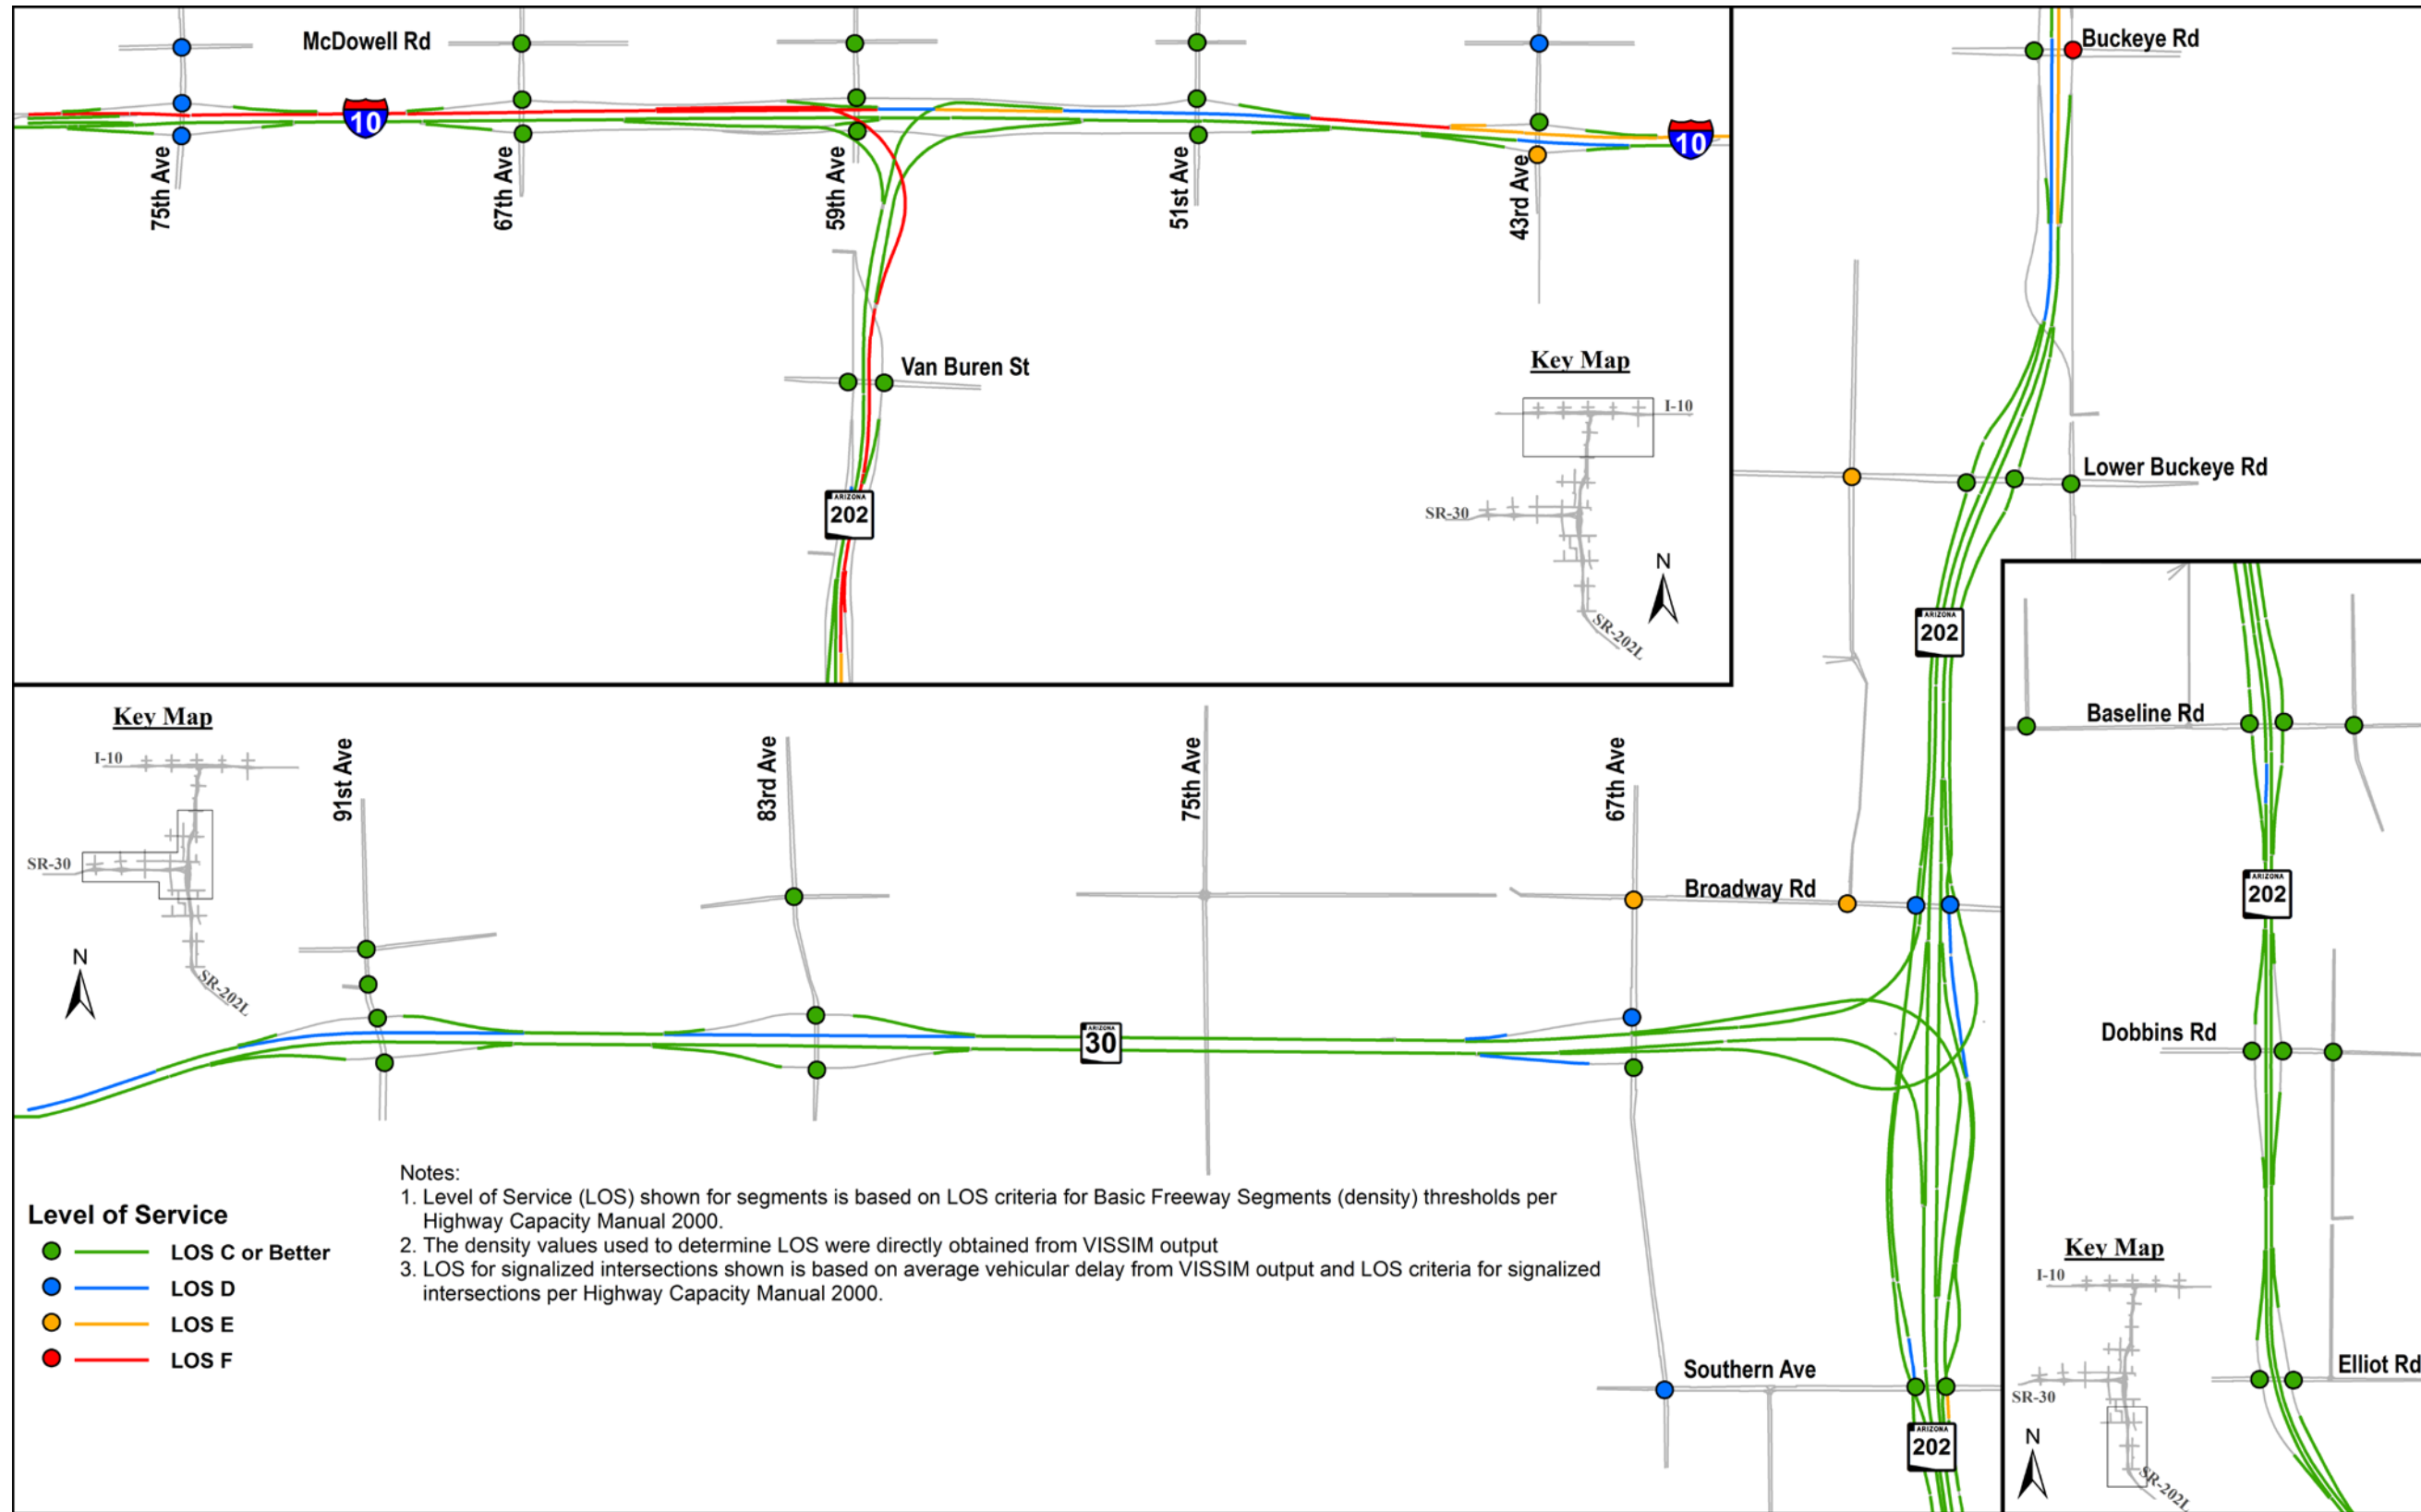 McDowell Rd
10
10
75th Ave
67th Ave
59th Ave
51st Ave
43rd Ave
Van Buren St
ARIZONA
202
Key Map
I-10
SR-30
SR-202L
N
Buckeye Rd
Lower Buckeye Rd
ARIZONA
202
Key Map
I-10
SR-30
SR-202L
N
91st Ave
83rd Ave
75th Ave
67th Ave
Broadway Rd
ARIZONA
30
Southern Ave
ARIZONA
202
Baseline Rd
ARIZONA
202
Dobbins Rd
Elliot Rd
Key Map
I-10
SR-30
SR-202L
N
Notes:
1. Level of Service (LOS) shown for segments is based on LOS criteria for Basic Freeway Segments (density) thresholds per
Highway Capacity Manual 2000.
2. The density values used to determine LOS were directly obtained from VISSIM output
3. LOS for signalized intersections shown is based on average vehicular delay from VISSIM output and LOS criteria for signalized
intersections per Highway Capacity Manual 2000.
Level of Service
LOS C or Better
LOS D
LOS E
LOS F